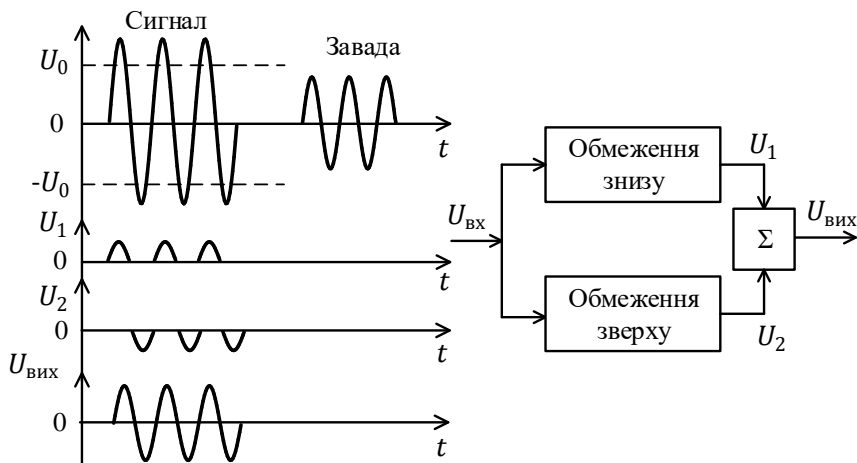 Сигнал
Завада
U₀
0
t
-U₀
U₁
0
t
U₂
0
t
Uвих
0
t
Uвх
Обмеження
знизу
U₁
Σ
Uвих
Обмеження
зверху
U₂